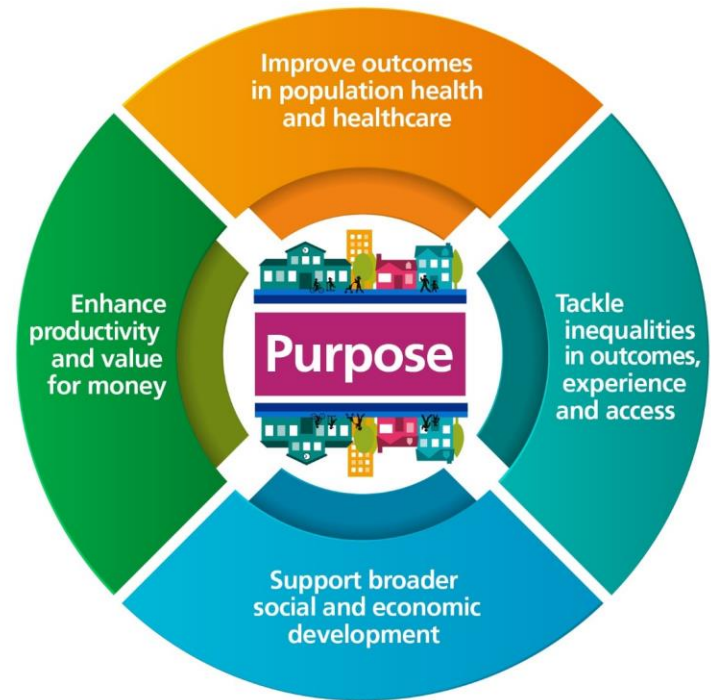 Improve outcomes
in population health
and healthcare
Tackle
inequalities
in outcomes,
experience
and access
Support broader
social and economic
development
Enhance
productivity
and value
for money
Purpose